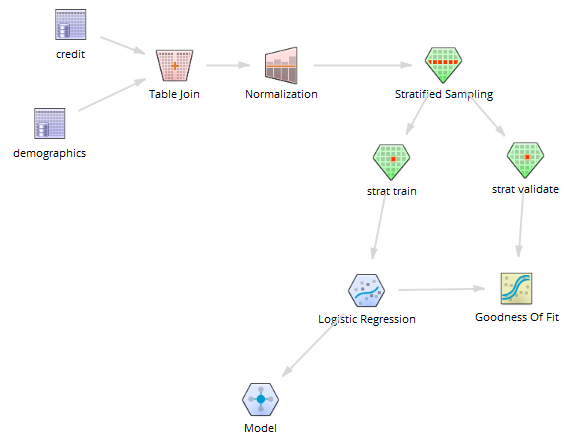 credit
Table Join
Normalization
Stratified Sampling
demographics
strat train
strat validate
Logistic Regression
Goodness Of Fit
Model